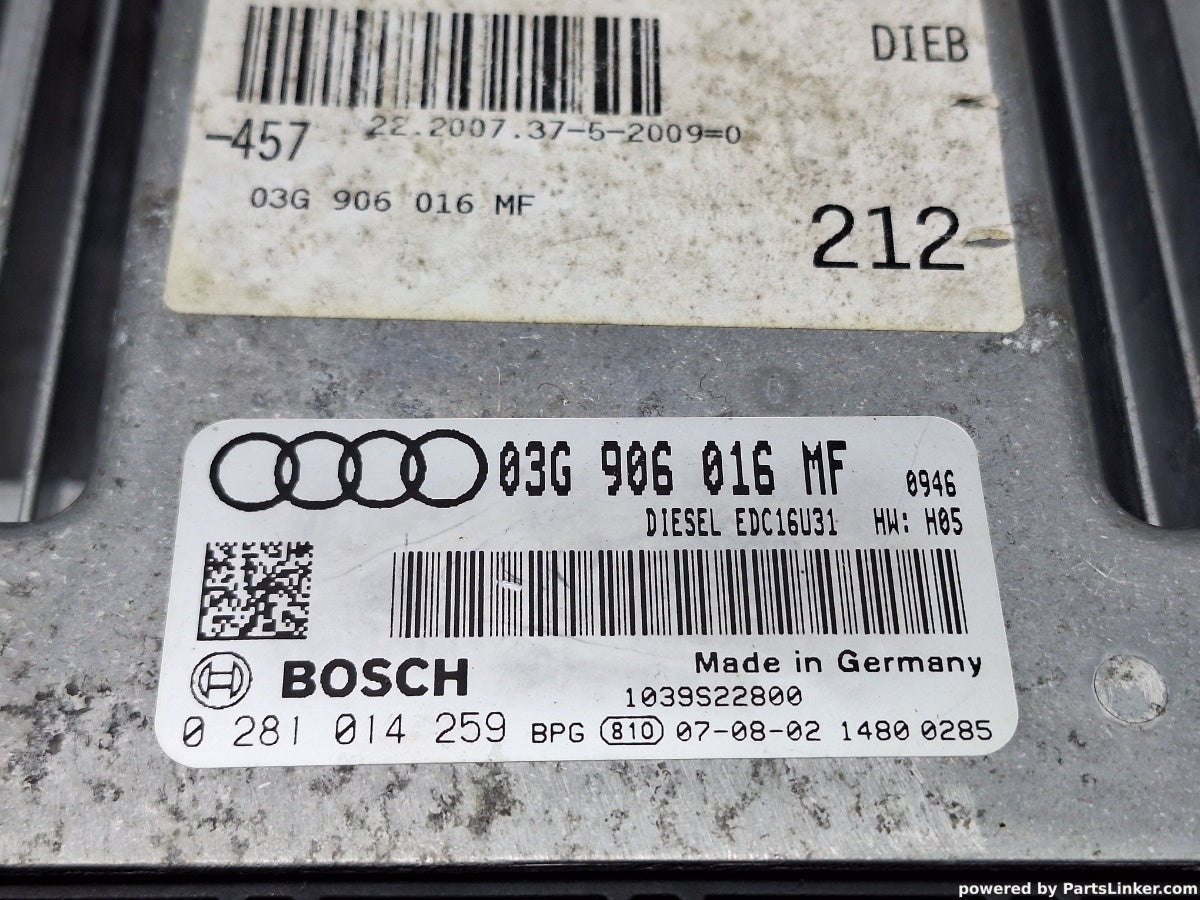 DIEB
-457
22.2007.37-5-2009=0
03G 906 016 MF
212
03G 906 016 MF
0946
DIESEL EDC16U31 HW: H05
BOSCH
Made in Germany
1039S22800
0 281 014 259 BPG 810 07-08-02 1480 0285
powered by PartsLinker.com